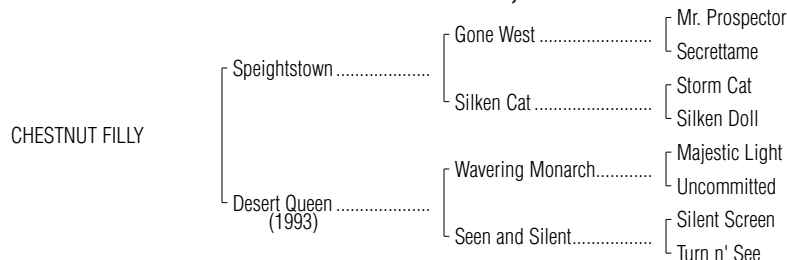 Mr. Prospector
Gone West ........................
Secrettame
Speightstown ....................
Storm Cat
Silken Cat .........................
Silken Doll
CHESTNUT FILLY
Majestic Light
Wavering Monarch............
Uncommitted
Desert Queen ....................
(1993)
Silent Screen
Seen and Silent.................
Turn n' See